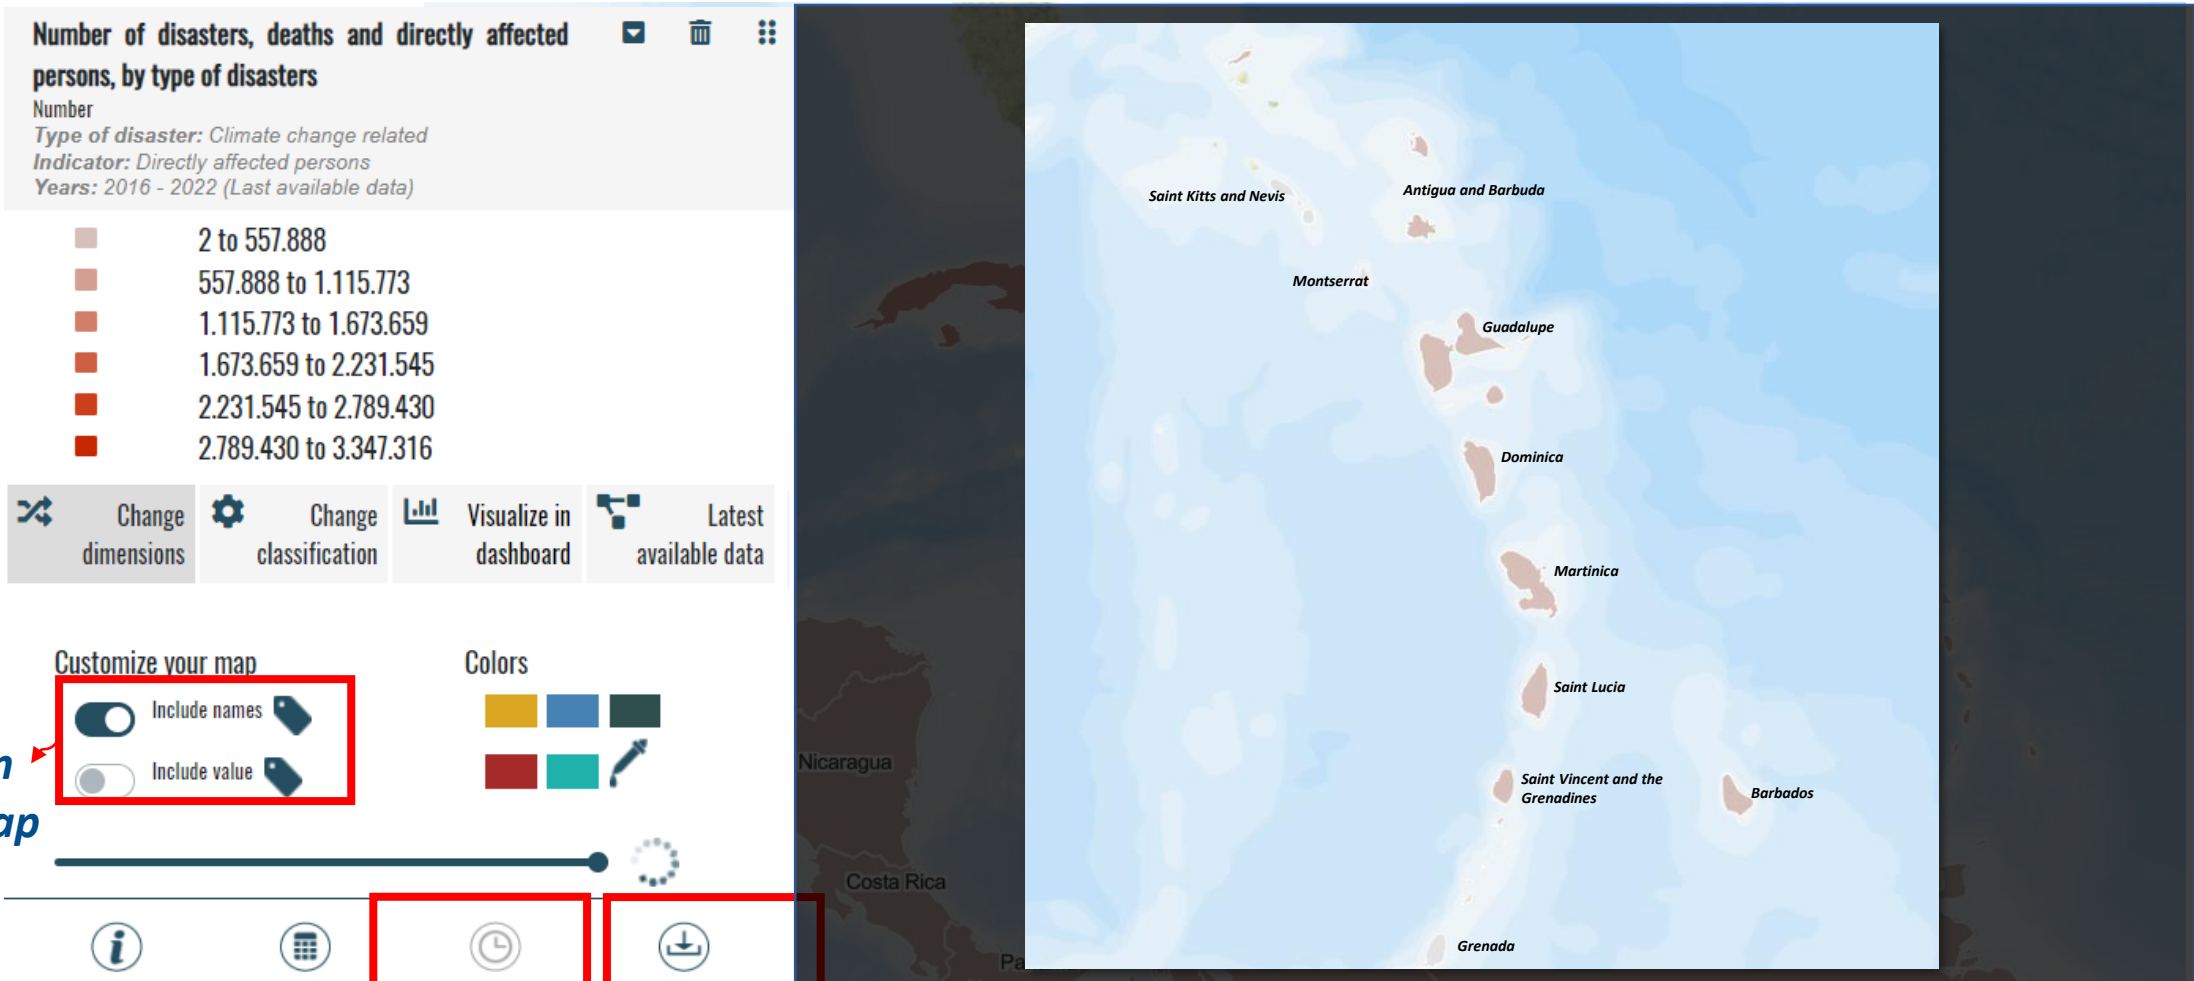 Number of disasters, deaths and directly affected
persons, by type of disasters
Number
Type of disaster: Climate change related
Indicator: Directly affected persons
Years: 2016 - 2022 (Last available data)
2 to 557.888
557.888 to 1.115.773
1.115.773 to 1.673.659
1.673.659 to 2.231.545
2.231.545 to 2.789.430
2.789.430 to 3.347.316
Change
dimensions
Change
classification
Visualize in
dashboard
Latest
available data
Customize your map
Include names
Include value
Colors
Nicaragua
Costa Rica
Saint Kitts and Nevis
Antigua and Barbuda
Montserrat
Guadalupe
Dominica
Martinica
Saint Lucia
Saint Vincent and the
Grenadines
Barbados
Grenada